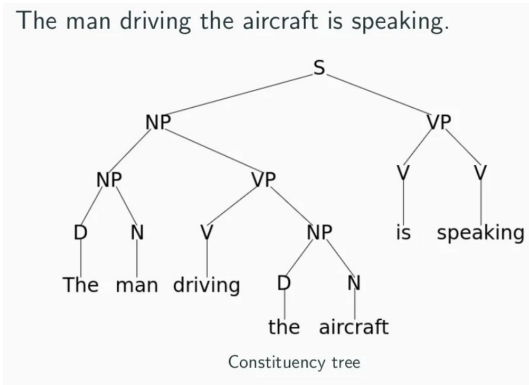 The man driving the aircraft is speaking.
S
NP VP
NP VP V V
D N V NP is speaking
The man driving D N
the aircraft
Constituency tree